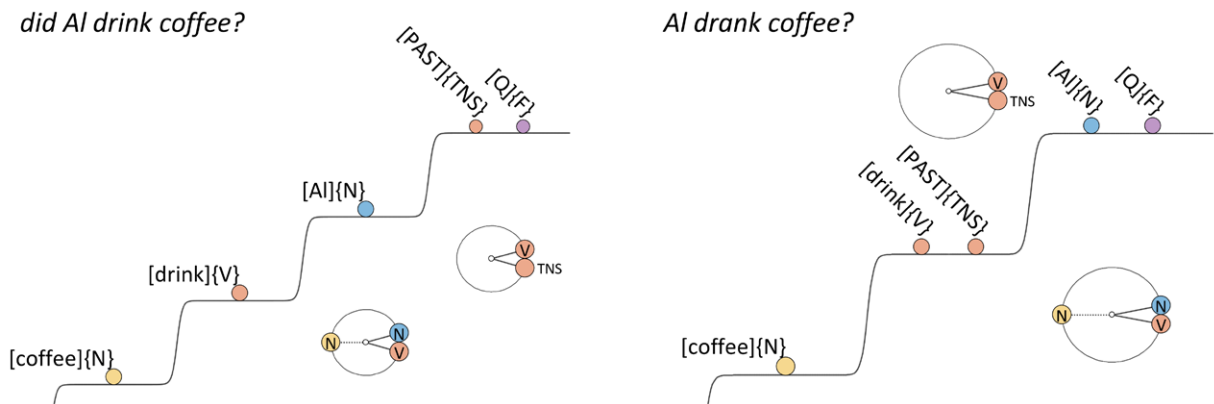 did Al drink coffee?
[PAST]{TNS}
[Q]{F}
[Al]{N}
[drink]{V}
[coffee]{N}
V
TNS
N
N
V
Al drank coffee?
V
TNS
[Al]{N}
[Q]{F}
[drink]{V}
[PAST]{TNS}
[coffee]{N}
N
N
V